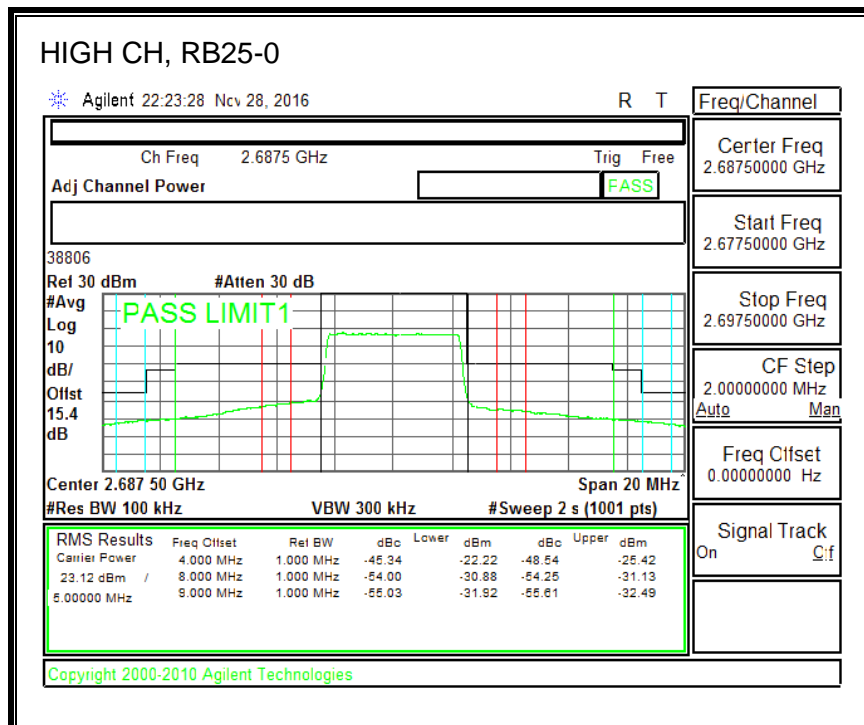 HIGH CH, RB25-0
Agilent 22:23:28 Nov 28, 2016 R T
Freq/Channel
Ch Freq 2.6875 GHz Trig Free
Adj Channel Power PASS
Center Freq
2.68750000 GHz
Start Freq
2.67750000 GHz
Stop Freq
2.69750000 GHz
CF Step
2.00000000 MHz
Auto Man
Freq Offset
0.00000000 Hz
Signal Track
On Off
38806
Ref 30 dBm #Atten 30 dB
#Avg
Log
10
dB/
Offst
15.4
dB
PASS LIMIT1
Center 2.687 50 GHz Span 20 MHz^
#Res BW 100 kHz VBW 300 kHz #Sweep 2 s (1001 pts)
RMS Results Freq Offset Ref BW dBc Lower dBm dBc Upper dBm
Carrier Power 4.000 MHz 1.000 MHz -45.34 -22.22 -48.54 -25.42
23.12 dBm / 8.000 MHz 1.000 MHz -54.00 -30.88 -54.25 -31.13
5.00000 MHz 9.000 MHz 1.000 MHz -55.03 -31.92 -55.61 -32.49
Copyright 2000-2010 Agilent Technologies